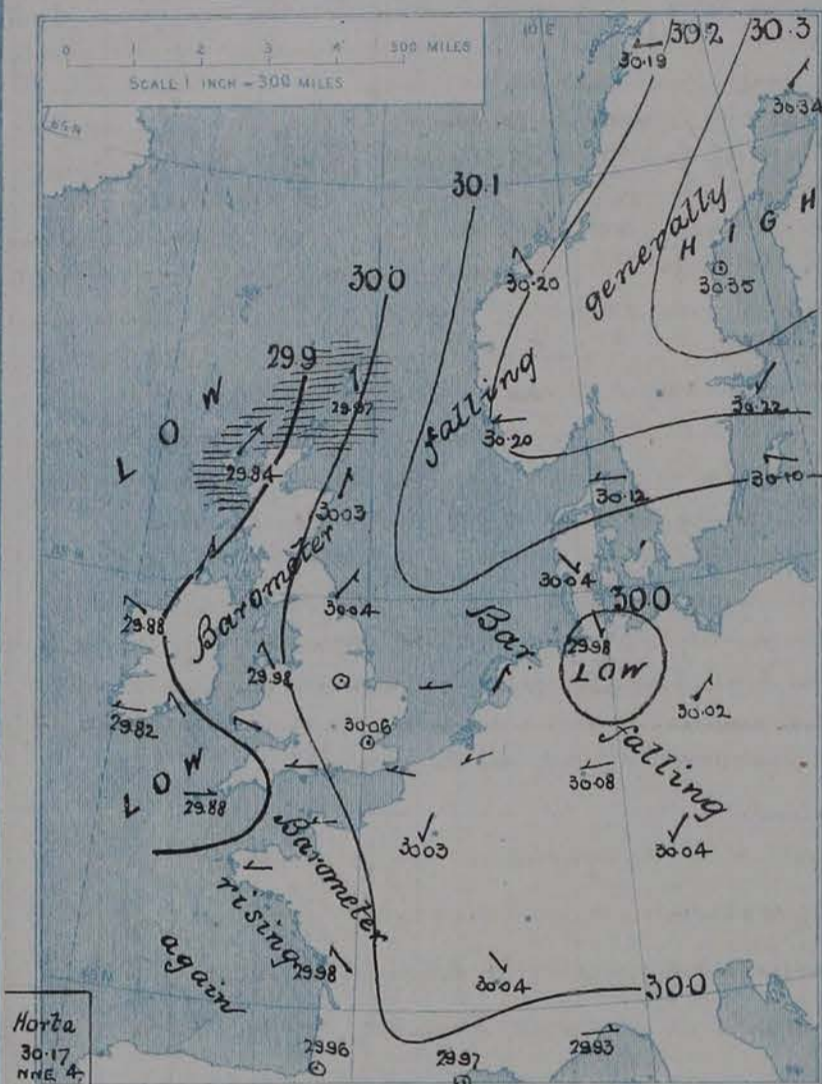 0 1 2 3 4 500 MILES
SCALE 1 INCH = 300 MILES
10 E
30.2
30.3
30.19
30.34
65 N
30.1
generally
HIGH
30.20
30.35
300
29.9
falling
29.97
30.22
LOW
30.20
29.84
30.10
30.03
30.12
Barometer
30.04
30.04
30.0
29.88
Bar.
29.98
29.98
LOW
29.82
30.06
30.02
LOW
falling
30.08
29.88
Barometer
30.03
30.04
rising
again
29.98
30.04
30.0
Horta
30.17
NNE 4.
29.96
29.97
29.93